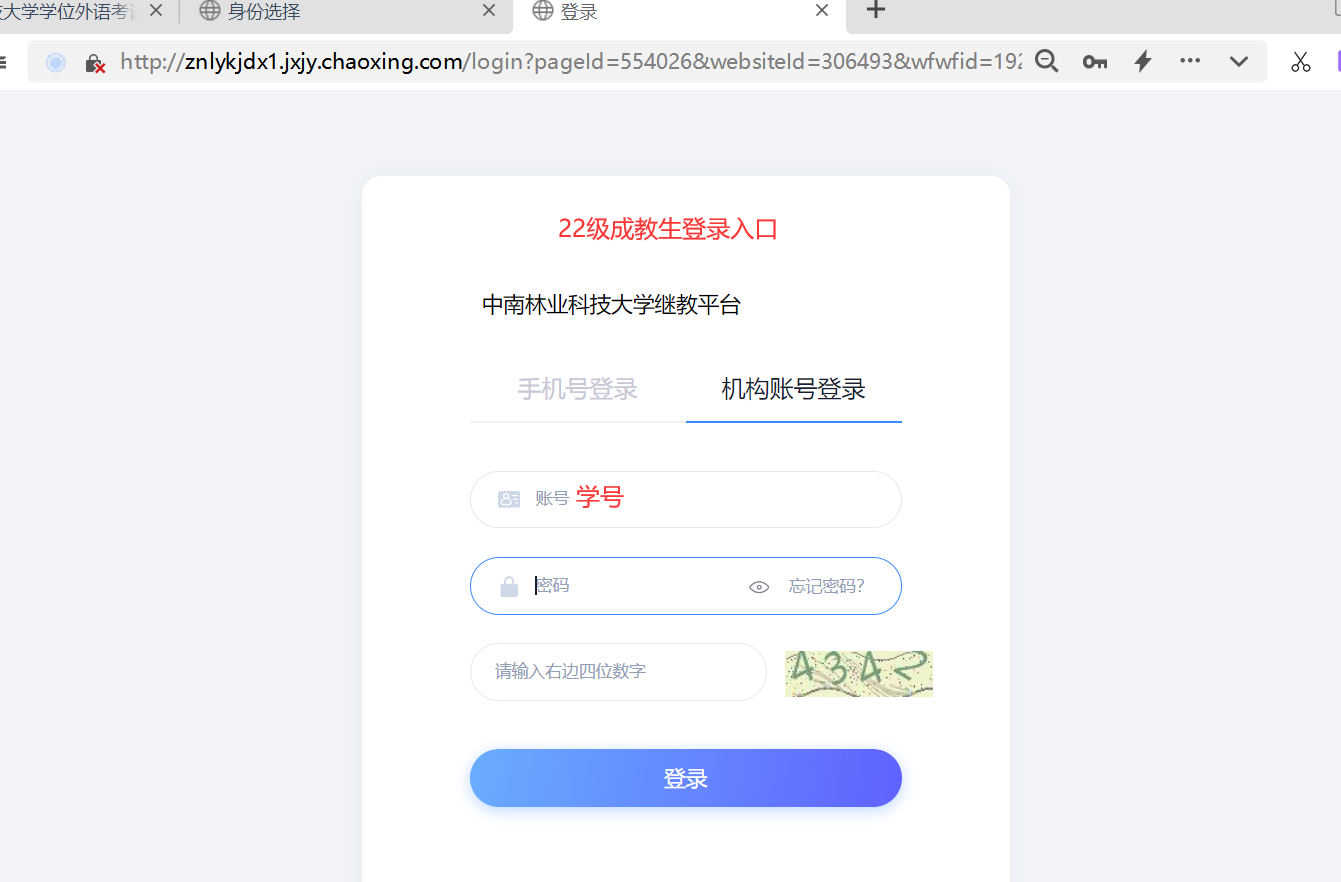 大学学位外语考
身份选择
登录
http://znlykjdx1.jxjy.chaoxing.com/login?pageId=554026&websiteId=306493&wfwfid=192
22级成教生登录入口
中南林业科技大学继教平台
手机号登录 机构账号登录
账号 学号
密码 忘记密码?
请输入右边四位数字 4342
登录